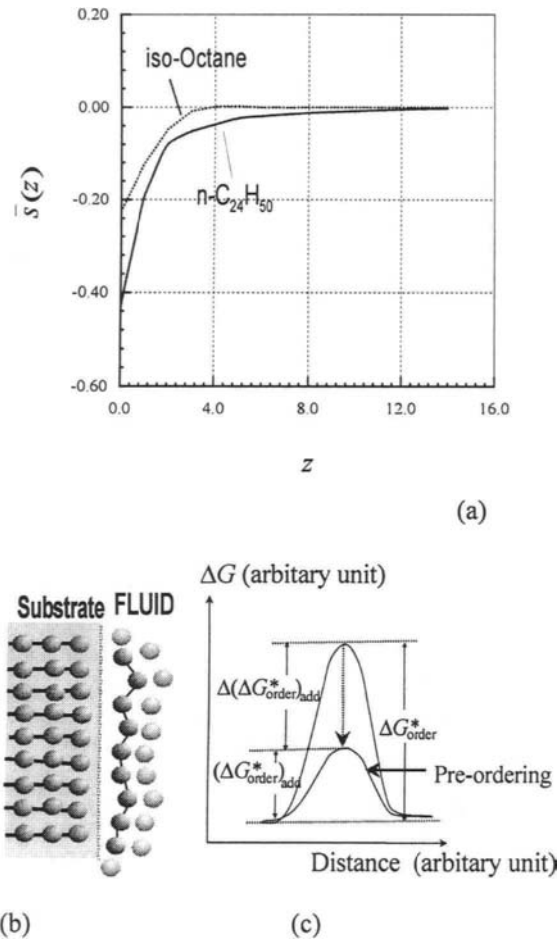 0.20
iso-Octane
0.00
s̄(z)
-0.20
n-C₂₄H₅₀
-0.40
-0.60
0.0 4.0 8.0 12.0 16.0
z
(a)
Substrate FLUID
(b)
ΔG (arbitary unit)
Δ(ΔG*order)add
ΔG*order
(ΔG*order)add
Pre-ordering
Distance (arbitary unit)
(c)